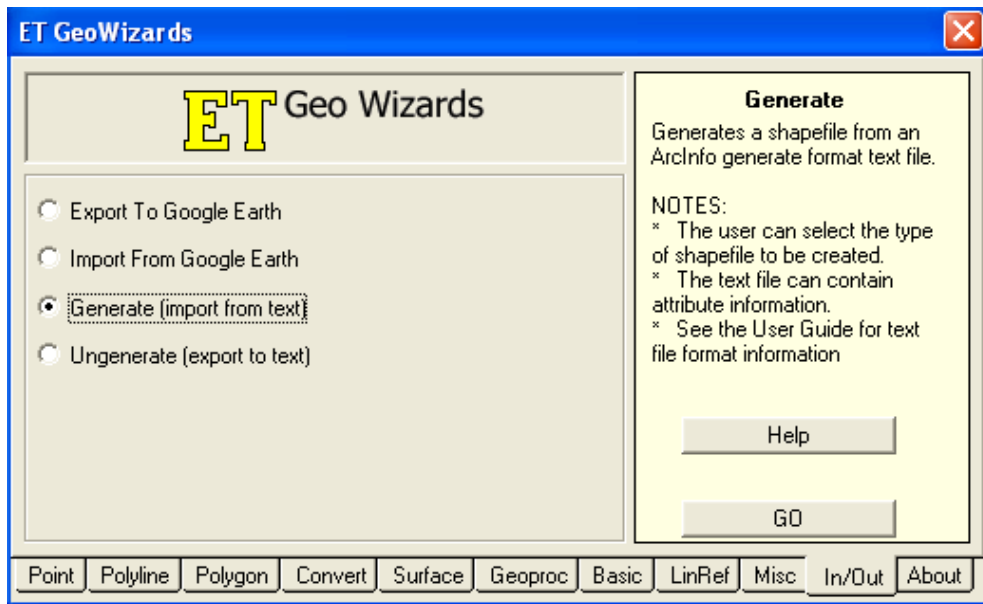 ET GeoWizards
ET Geo Wizards
Export To Google Earth
Import From Google Earth
Generate (import from text)
Ungenerate (export to text)
Generate
Generates a shapefile from an
ArcInfo generate format text file.
NOTES:
* The user can select the type
of shapefile to be created.
* The text file can contain
attribute information.
* See the User Guide for text
file format information
Help
GO
Point Polyline Polygon Convert Surface Geoproc Basic LinRef Misc In/Out About